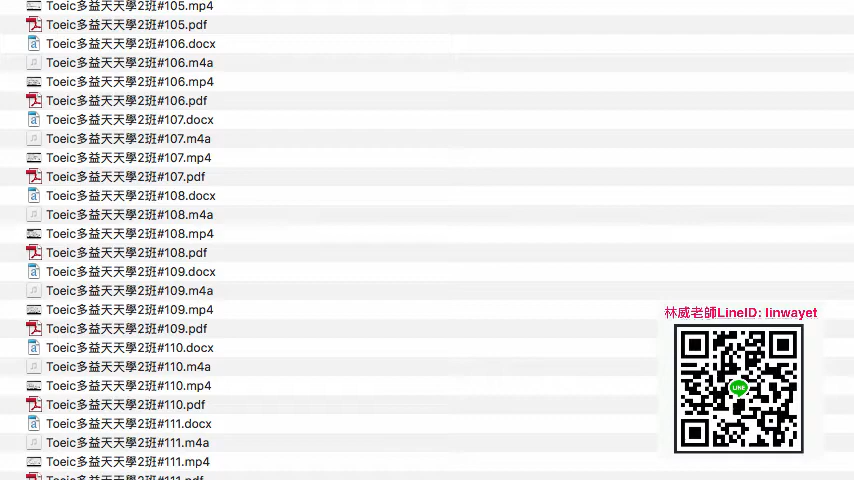 Toeic多益天天學2班#105.mp4
Toeic多益天天學2班#105.pdf
Toeic多益天天學2班#106.docx
Toeic多益天天學2班#106.m4a
Toeic多益天天學2班#106.mp4
Toeic多益天天學2班#106.pdf
Toeic多益天天學2班#107.docx
Toeic多益天天學2班#107.m4a
Toeic多益天天學2班#107.mp4
Toeic多益天天學2班#107.pdf
Toeic多益天天學2班#108.docx
Toeic多益天天學2班#108.m4a
Toeic多益天天學2班#108.mp4
Toeic多益天天學2班#108.pdf
Toeic多益天天學2班#109.docx
Toeic多益天天學2班#109.m4a
Toeic多益天天學2班#109.mp4
Toeic多益天天學2班#109.pdf
Toeic多益天天學2班#110.docx
Toeic多益天天學2班#110.m4a
Toeic多益天天學2班#110.mp4
Toeic多益天天學2班#110.pdf
Toeic多益天天學2班#111.docx
Toeic多益天天學2班#111.m4a
Toeic多益天天學2班#111.mp4
Toeic多益天天學2班#111.pdf
林威老師LineID: linwayet
LINE